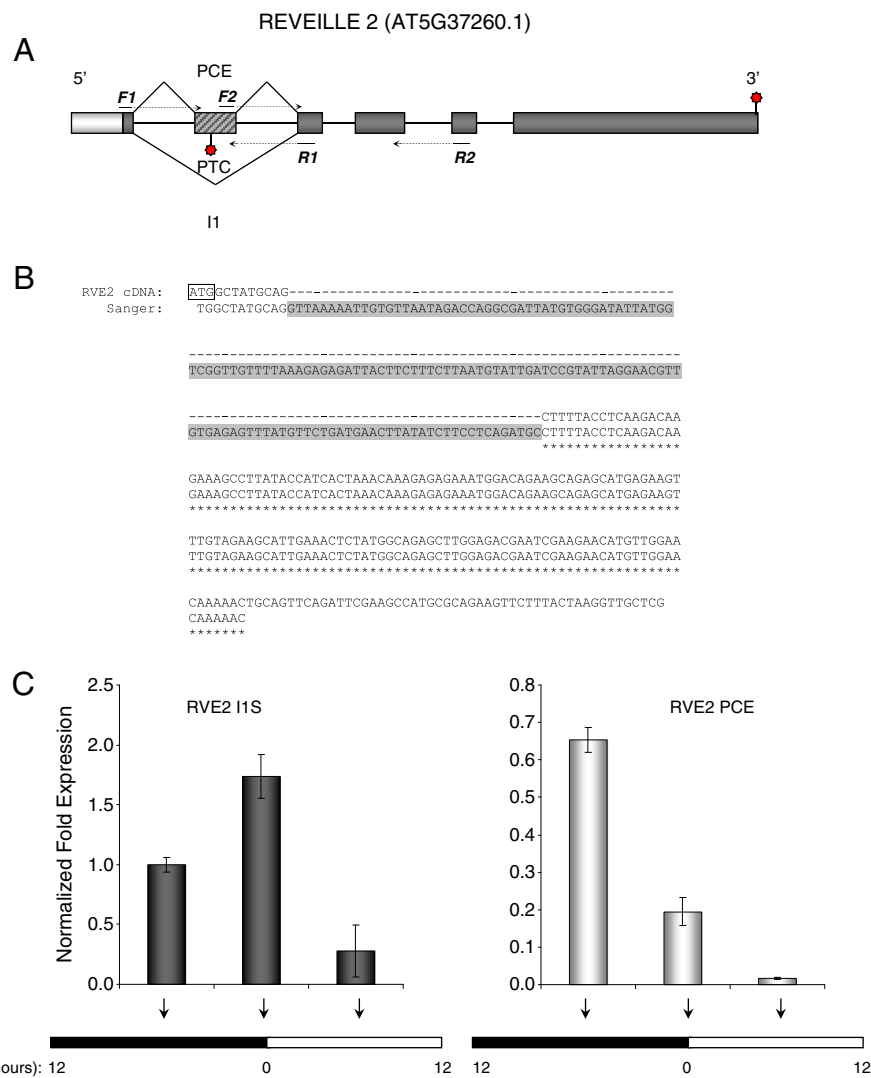 REVEILLE 2 (AT5G37260.1)
A
5’
PCE
3’
F1
F2
R1
R2
PTC
I1
B
RVE2 cDNA: ATGGCTATGCAG-------------------------------------------
Sanger: TGGCTATGCAGGTTAAAAATTGTGTTAATAGACCAGGCGATTATGTGGGATATTATGG
------------------------------------------------------------
TCGGTTGTTTTAAAGAGAGATTACTTCTTTCTTAATGTATTGATCCGTATTAGGAACGTT
-------------------------------------------CTTTTACCTCAAGACAA
GTGAGAGTTTATGTTCTGATGAACTTATATCTTCCTCAGATGCCTTTTACCTCAAGACAA
*****************
GAAAGCCTTATACCATCACTAAACAAAGAGAGAAATGGACAGAAGCAGAGCATGAGAAGT
GAAAGCCTTATACCATCACTAAACAAAGAGAGAAATGGACAGAAGCAGAGCATGAGAAGT
************************************************************
TTGTAGAAGCATTGAAACTCTATGGCAGAGCTTGGAGACGAATCGAAGAACATGTTGGAA
TTGTAGAAGCATTGAAACTCTATGGCAGAGCTTGGAGACGAATCGAAGAACATGTTGGAA
************************************************************
CAAAAACTGCAGTTCAGATTCGAAGCCATGCGCAGAAGTTCTTTACTAAGGTTGCTCG
CAAAAAC
*******
C
Normalized Fold Expression
2.5
2.0
1.5
1.0
0.5
0.0
RVE2 I1S
0.8
0.7
0.6
0.5
0.4
0.3
0.2
0.1
0.0
RVE2 PCE
ours): 12 0 12
12 0 12